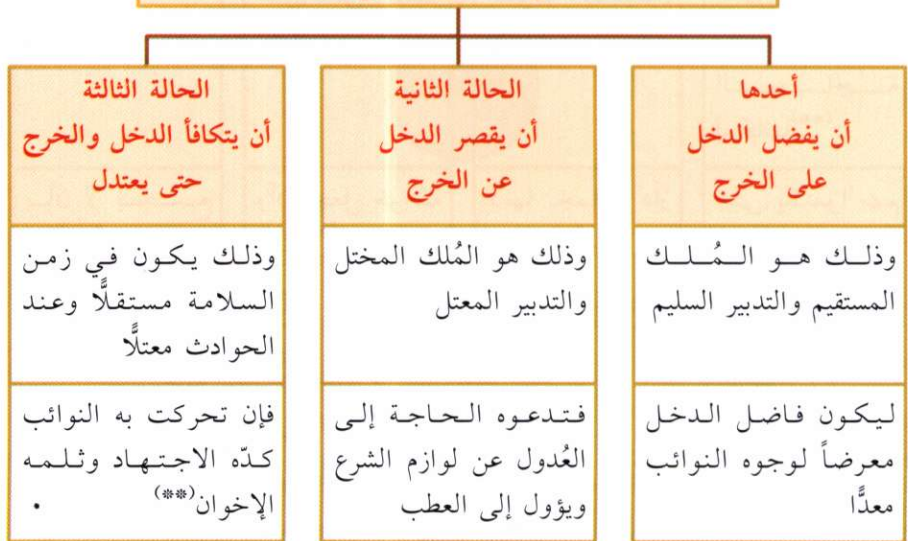 أحدها
أن يفضل الدخل
على الخرج
وذلك هو المُلك
المستقيم والتدبير السليم
ليكون فاضل الدخل
معرضاً لوجوه النوائب
معدًّا
الحالة الثانية
أن يقصر الدخل
عن الخرج
وذلك هو المُلك المختل
والتدبير المعتل
فتدعوه الحاجة إلى
العُدول عن لوازم الشرع
ويؤول إلى العطب
الحالة الثالثة
أن يتكافأ الدخل والخرج
حتى يعتدل
وذلك يكون في زمن
السلامة مستقلًّا وعند
الحوادث معتلًّا
فإن تحركت به النوائب
كدّه الاجتهاد وثلمه
الإخوان(**) .